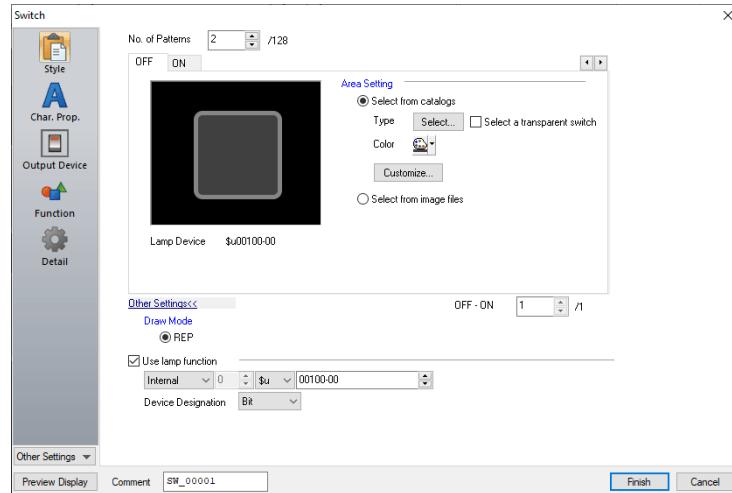 Switch
Style
Char. Prop.
Output Device
Function
Detail
Other Settings
Preview Display
No. of Patterns 2 /128
OFF ON
Area Setting
Select from catalogs
Type Select... Select a transparent switch
Color
Customize...
Select from image files
Lamp Device $u00100-00
Other Settings<<
OFF - ON 1 /1
Draw Mode
REP
Use lamp function
Internal 0 $u 00100-00
Device Designation Bit
Comment SW_00001
Finish Cancel